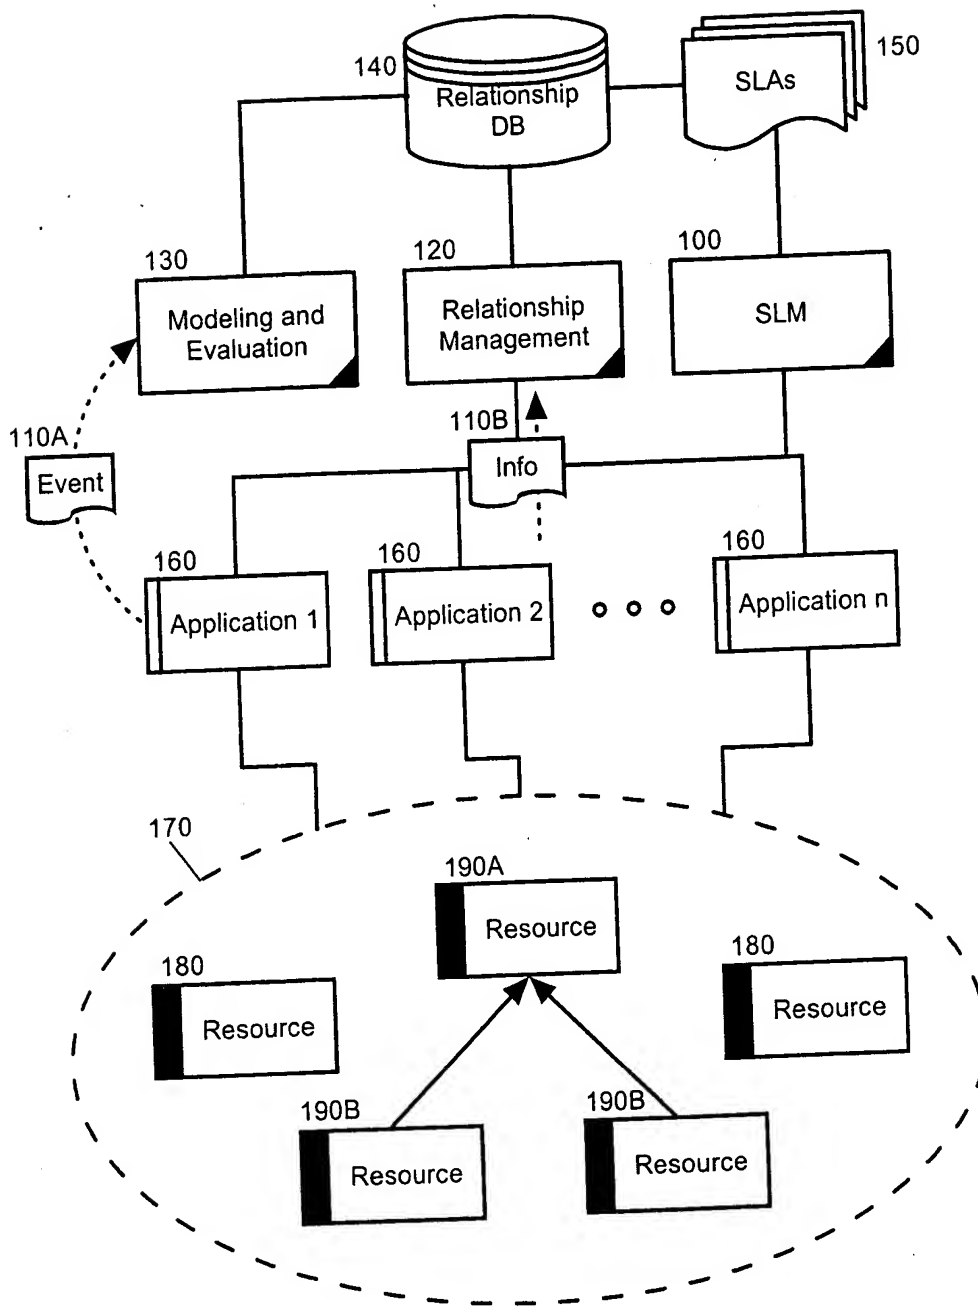 140
Relationship
DB
SLAs
150
130
Modeling and
Evaluation
120
Relationship
Management
100
SLM
110A
Event
110B
Info
160
Application 1
160
Application 2
160
Application n
170
190A
Resource
180
Resource
180
Resource
190B
Resource
190B
Resource